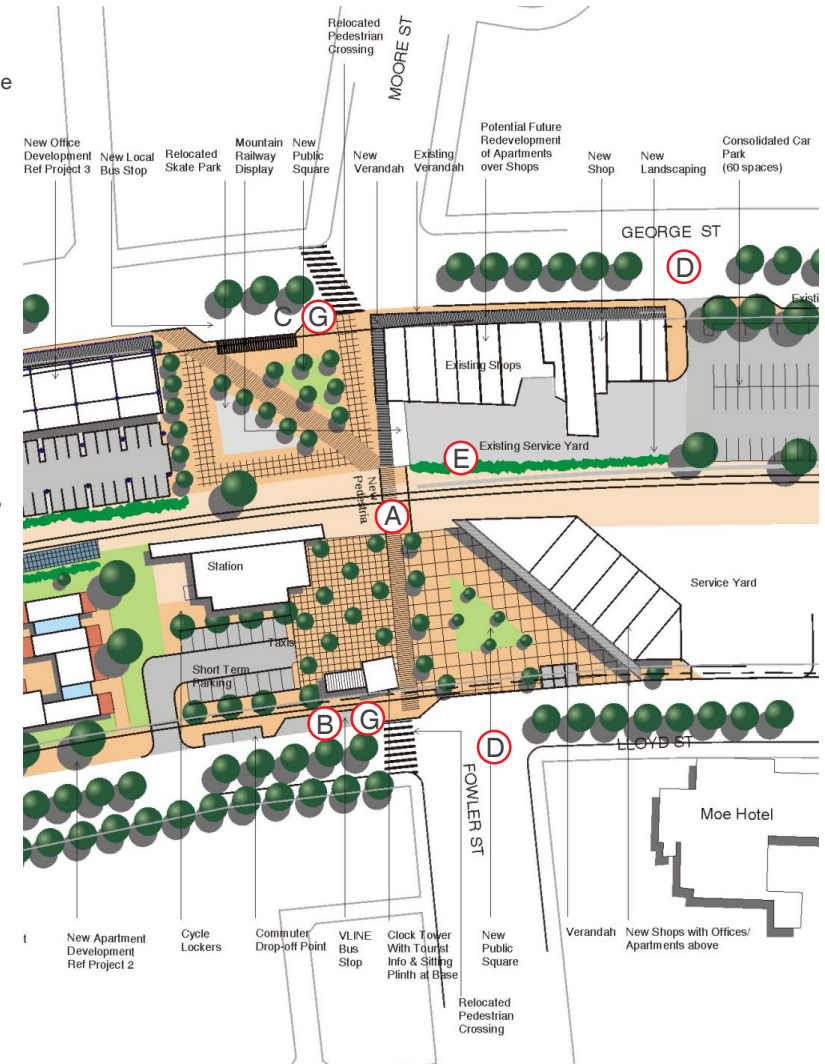 e
Relocated
Pedestrian
Crossing
MOORE ST
New Office
Development
Ref Project 3
New Local
Bus Stop
Relocated
Skate Park
Mountain
Railway
Display
New
Public
Square
New
Verandah
Existing
Verandah
Potential Future
Redevelopment
of Apartments
over Shops
New
Shop
New
Landscaping
Consolidated Car
Park
(60 spaces)
GEORGE ST
D
C
G
Existi
Existing Shops
Existing Service Yard
E
New
Pedestria
A
Station
Service Yard
Taxis
Short Term
Parking
B
G
D
LLOYD ST
FOWLER ST
Moe Hotel
t
New Apartment
Development
Ref Project 2
Cycle
Lockers
Commuter
Drop-off Point
VLINE
Bus
Stop
Clock Tower
With Tourist
Info & Sitting
Plinth at Base
New
Public
Square
Verandah
New Shops with Offices/
Apartments above
Relocated
Pedestrian
Crossing